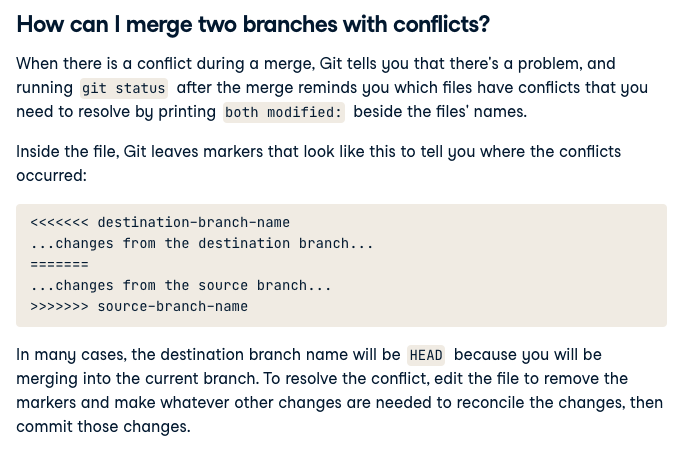 How can I merge two branches with conflicts?
When there is a conflict during a merge, Git tells you that there's a problem, and
running git status after the merge reminds you which files have conflicts that you
need to resolve by printing both modified: beside the files' names.
Inside the file, Git leaves markers that look like this to tell you where the conflicts
occurred:
<<<<<<< destination-branch-name
...changes from the destination branch...
=======
...changes from the source branch...
>>>>>>> source-branch-name
In many cases, the destination branch name will be HEAD because you will be
merging into the current branch. To resolve the conflict, edit the file to remove the
markers and make whatever other changes are needed to reconcile the changes, then
commit those changes.